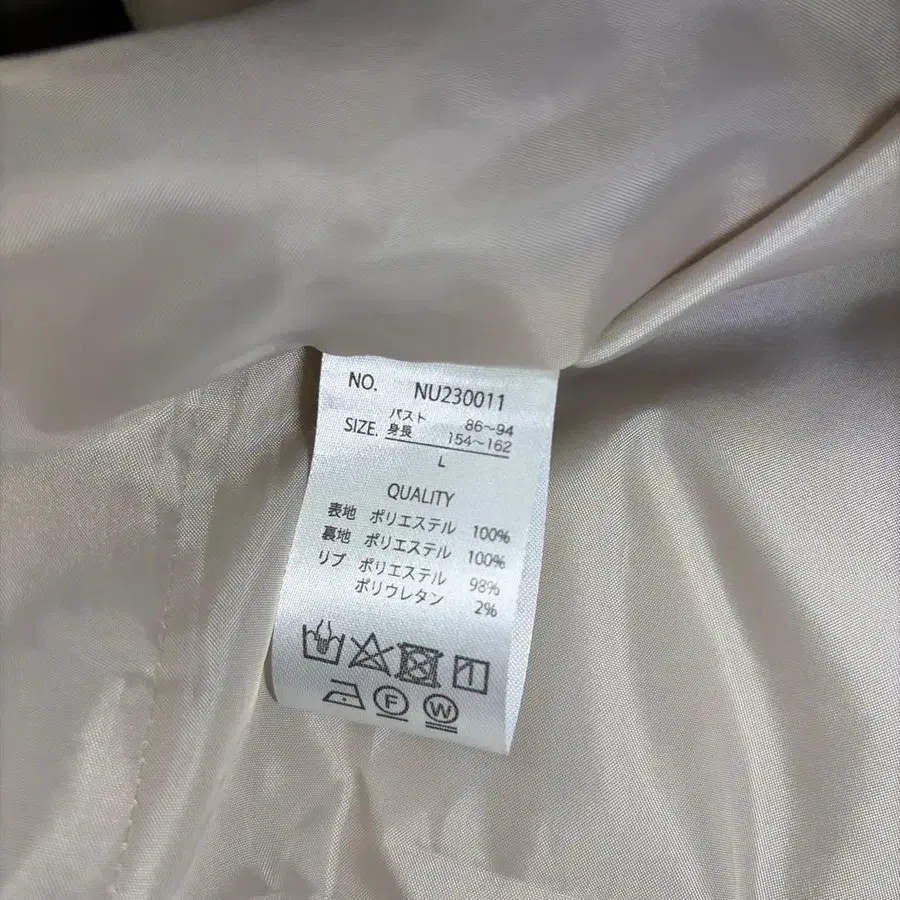 NO. NU230011
SIZE. バスト 86～94
身長 154～162
L
QUALITY
表地 ポリエステル 100%
裏地 ポリエステル 100%
リブ ポリエステル 98%
ポリウレタン 2%
F W